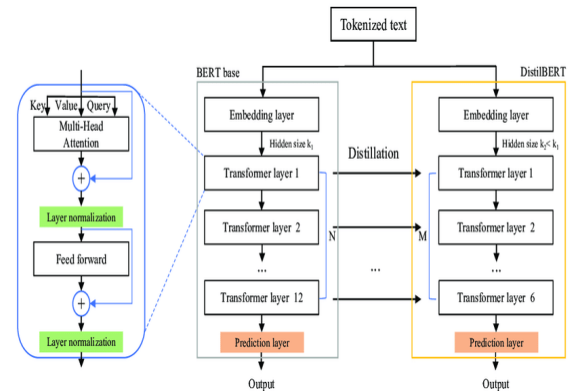 Tokenized text
BERT base
DistilBERT
Key Value Query
Multi-Head
Attention
+
Layer normalization
Feed forward
+
Layer normalization
Embedding layer
Hidden size k₁
Transformer layer 1
Transformer layer 2
...
Transformer layer 12
Prediction layer
Output
N
Distillation
...
M
Embedding layer
Hidden size k₂< k₁
Transformer layer 1
Transformer layer 2
...
Transformer layer 6
Prediction layer
Output